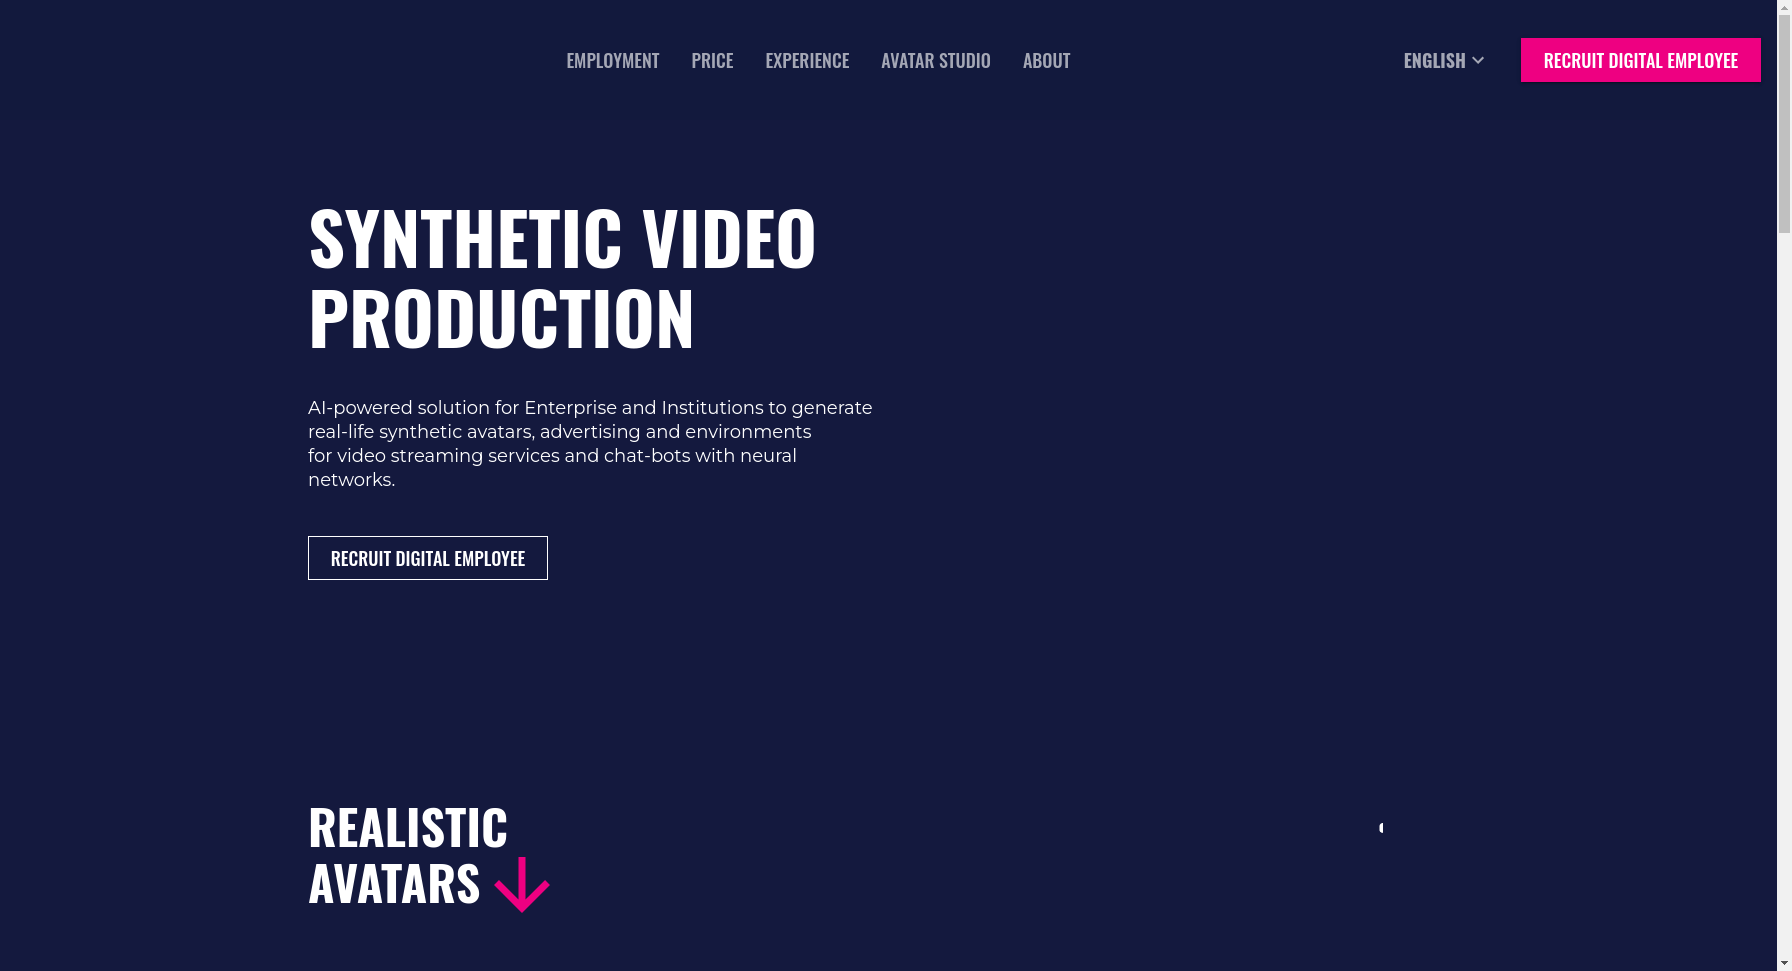 EMPLOYMENT PRICE EXPERIENCE AVATAR STUDIO ABOUT ENGLISH RECRUIT DIGITAL EMPLOYEE
SYNTHETIC VIDEO
PRODUCTION
AI-powered solution for Enterprise and Institutions to generate
real-life synthetic avatars, advertising and environments
for video streaming services and chat-bots with neural
networks.
RECRUIT DIGITAL EMPLOYEE
REALISTIC
AVATARS